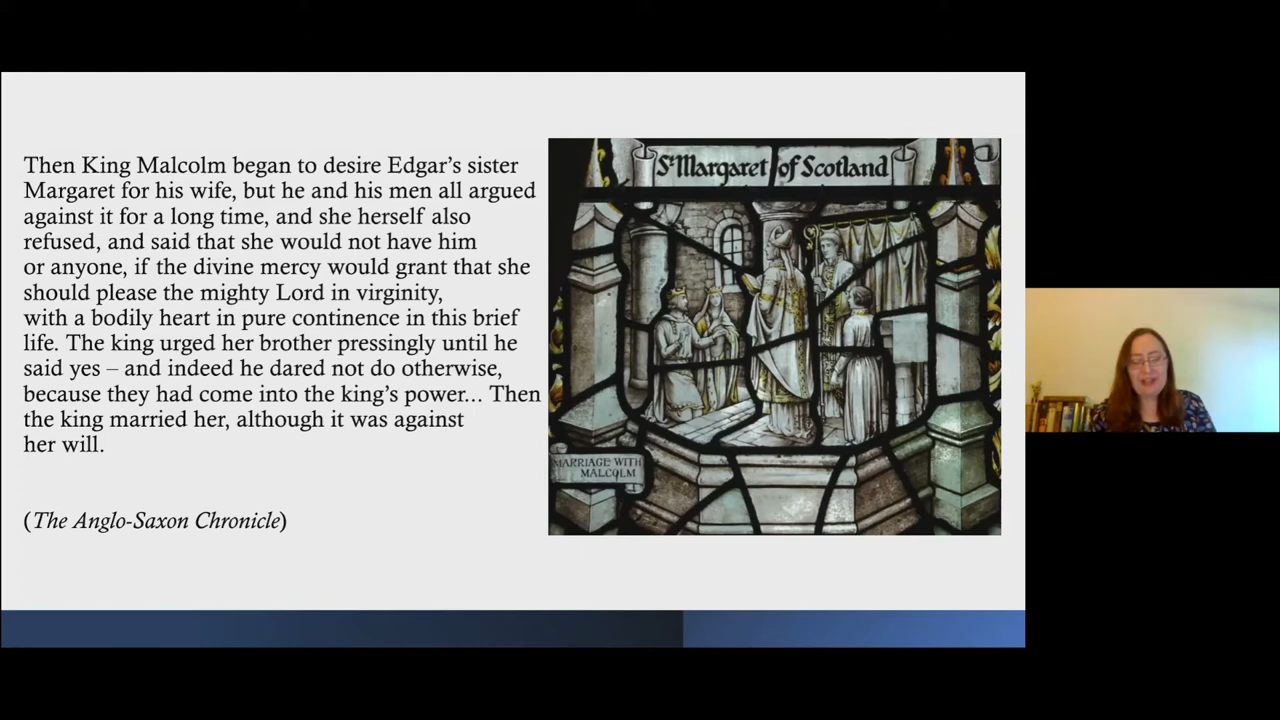 Then King Malcolm began to desire Edgar's sister
Margaret for his wife, but he and his men all argued
against it for a long time, and she herself also
refused, and said that she would not have him
or anyone, if the divine mercy would grant that she
should please the mighty Lord in virginity,
with a bodily heart in pure continence in this brief
life. The king urged her brother pressingly until he
said yes – and indeed he dared not do otherwise,
because they had come into the king's power... Then
the king married her, although it was against
her will.
(The Anglo-Saxon Chronicle)
St Margaret of Scotland
MARRIAGE WITH
MALCOLM